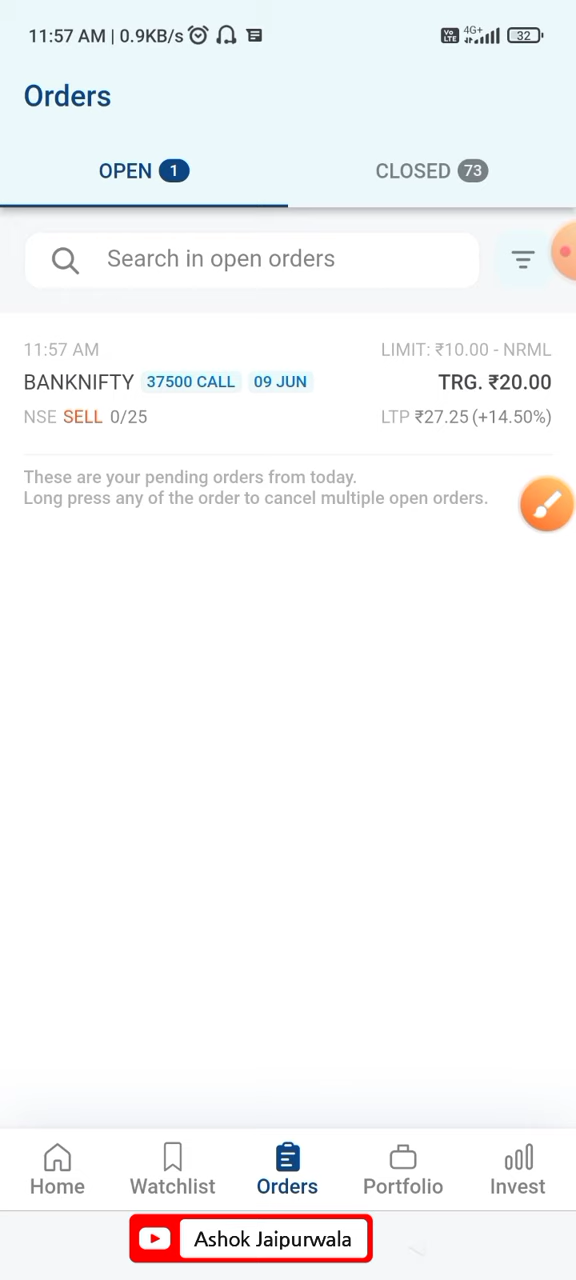 11:57 AM | 0.9KB/s
Vo LTE 4G+ 32
Orders
OPEN 1 CLOSED 73
Search in open orders
11:57 AM LIMIT: ₹10.00 - NRML
BANKNIFTY 37500 CALL 09 JUN TRG. ₹20.00
NSE SELL 0/25 LTP ₹27.25 (+14.50%)
These are your pending orders from today.
Long press any of the order to cancel multiple open orders.
Home Watchlist Orders Portfolio Invest
Ashok Jaipurwala